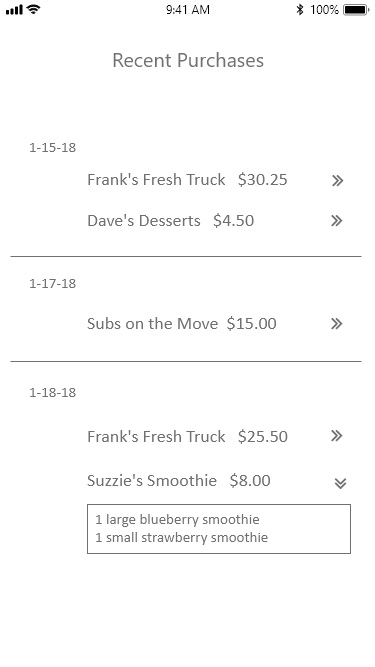 9:41 AM 100%
Recent Purchases
1-15-18
Frank's Fresh Truck $30.25
Dave's Desserts $4.50
1-17-18
Subs on the Move $15.00
1-18-18
Frank's Fresh Truck $25.50
Suzzie's Smoothie $8.00
1 large blueberry smoothie
1 small strawberry smoothie